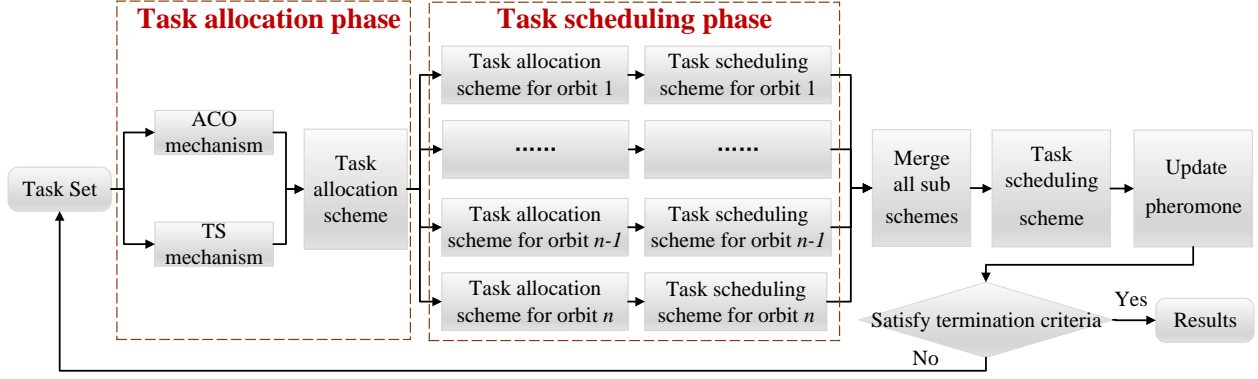 Task allocation phase
Task scheduling phase
Task Set
ACO
mechanism
TS
mechanism
Task
allocation
scheme
Task allocation
scheme for orbit 1
Task scheduling
scheme for orbit 1
......
......
Task allocation
scheme for orbit n-1
Task scheduling
scheme for orbit n-1
Task allocation
scheme for orbit n
Task scheduling
scheme for orbit n
Merge
all sub
schemes
Task
scheduling
scheme
Update
pheromone
Satisfy termination criteria
Yes
Results
No